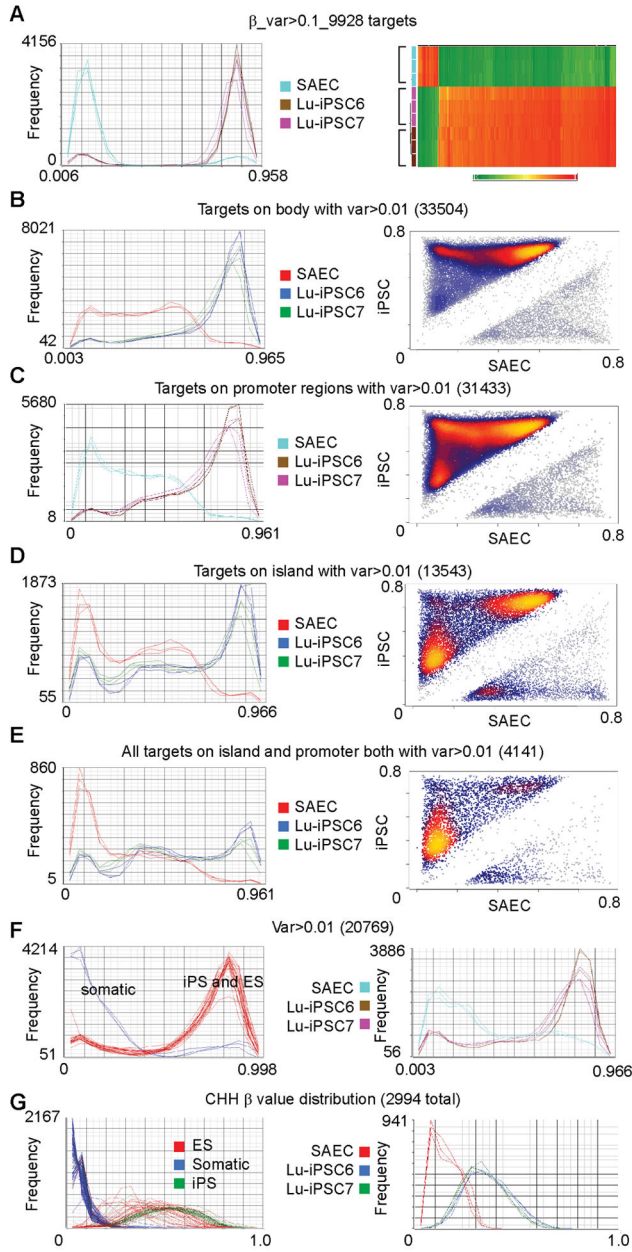 A
β_var>0.1_9928 targets
4156
Frequency
0
0.006
0.958
SAEC
Lu-iPSC6
Lu-iPSC7
B
Targets on body with var>0.01 (33504)
8021
Frequency
42
0.003
0.965
SAEC
Lu-iPSC6
Lu-iPSC7
0.8
iPSC
0
SAEC
0.8
C
Targets on promoter regions with var>0.01 (31433)
5680
Frequency
8
0
0.961
SAEC
Lu-iPSC6
Lu-iPSC7
0.8
iPSC
0
SAEC
0.8
D
Targets on island with var>0.01 (13543)
1873
Frequency
55
0
0.966
SAEC
Lu-iPSC6
Lu-iPSC7
0.8
iPSC
0
SAEC
0.8
E
All targets on island and promoter both with var>0.01 (4141)
860
Frequency
5
0
0.961
SAEC
Lu-iPSC6
Lu-iPSC7
0.8
iPSC
0
SAEC
0.8
F
Var>0.01 (20769)
4214
Frequency
51
0
0.998
somatic
iPS and ES
SAEC
Lu-iPSC6
Lu-iPSC7
3886
Frequency
56
0.003
0.966
G
CHH β value distribution (2994 total)
2167
Frequency
0
0
1.0
ES
Somatic
iPS
SAEC
Lu-iPSC6
Lu-iPSC7
941
Frequency
0
0
1.0